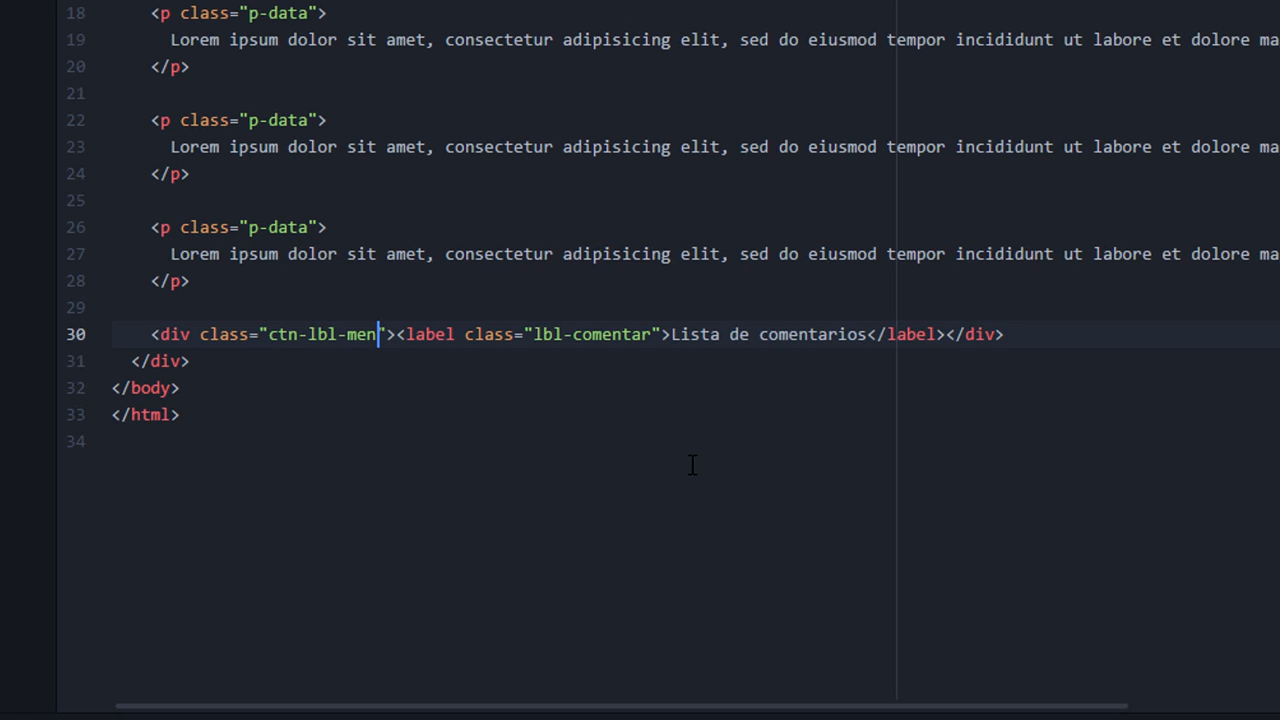 18 <p class="p-data">
19 Lorem ipsum dolor sit amet, consectetur adipisicing elit, sed do eiusmod tempor incididunt ut labore et dolore ma
20 </p>
21
22 <p class="p-data">
23 Lorem ipsum dolor sit amet, consectetur adipisicing elit, sed do eiusmod tempor incididunt ut labore et dolore ma
24 </p>
25
26 <p class="p-data">
27 Lorem ipsum dolor sit amet, consectetur adipisicing elit, sed do eiusmod tempor incididunt ut labore et dolore ma
28 </p>
29
30 <div class="ctn-lbl-men"><label class="lbl-comentar">Lista de comentarios</label></div>
31 </div>
32 </body>
33 </html>
34